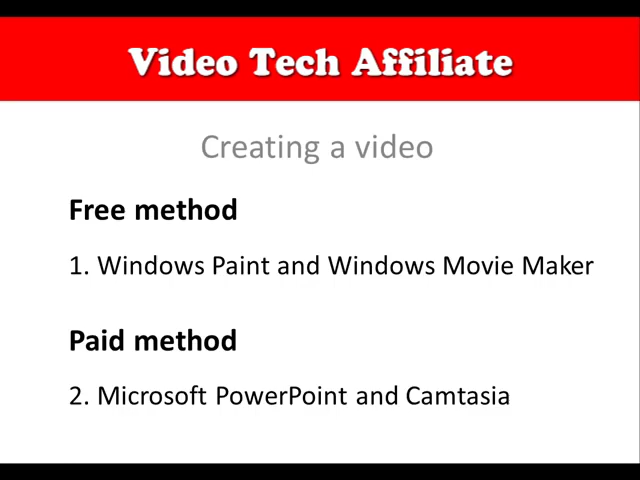 Video Tech Affiliate
Creating a video
Free method
1. Windows Paint and Windows Movie Maker
Paid method
2. Microsoft PowerPoint and Camtasia